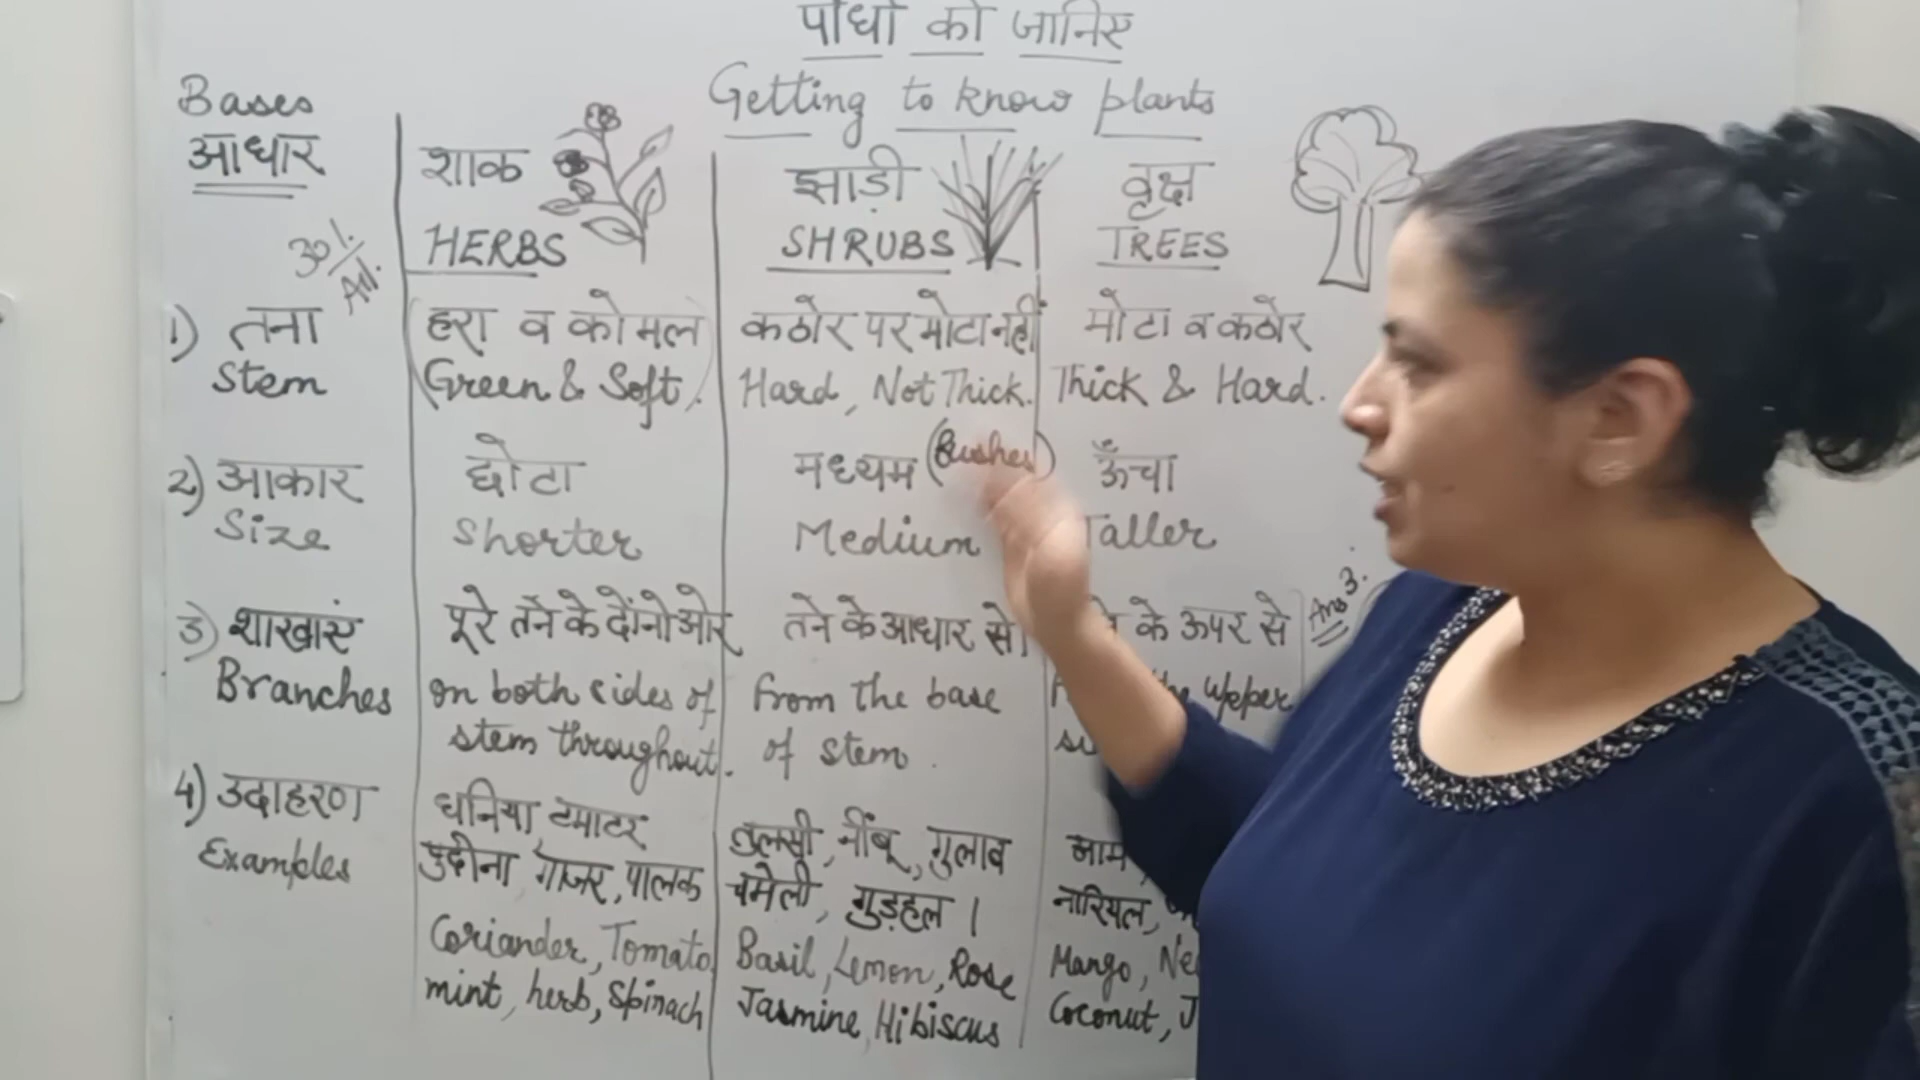 पौधों को जानिए
Getting to know plants
Bases
आधार
शाक
HERBS
झाड़ी
SHRUBS
वृक्ष
TREES
1) तना
Stem
हरा व कोमल
(Green & Soft).
कठोर पर मोटा नहीं
Hard, Not Thick.
मोटा व कठोर
Thick & Hard.
2) आकार
Size
छोटा
Shorter
मध्यम (Bushes)
Medium
ऊँचा
Taller
3) शाखाएं
Branches
पूरे तने के दोंनो ओर
on both sides of
stem throughout.
तने के आधार से।
from the base
of stem.
के ऊपर से
upper
Ans 3.
4) उदाहरण
Examples
धनिया, टमाटर
पुदीना, गाजर, पालक
Coriander, Tomato,
mint, herb, Spinach
तुलसी, नींबू, गुलाब
चमेली, गुड़हल।
Basil, Lemon, Rose
Jasmine, Hibiscus
नारियल,
Mango,
Coconut,